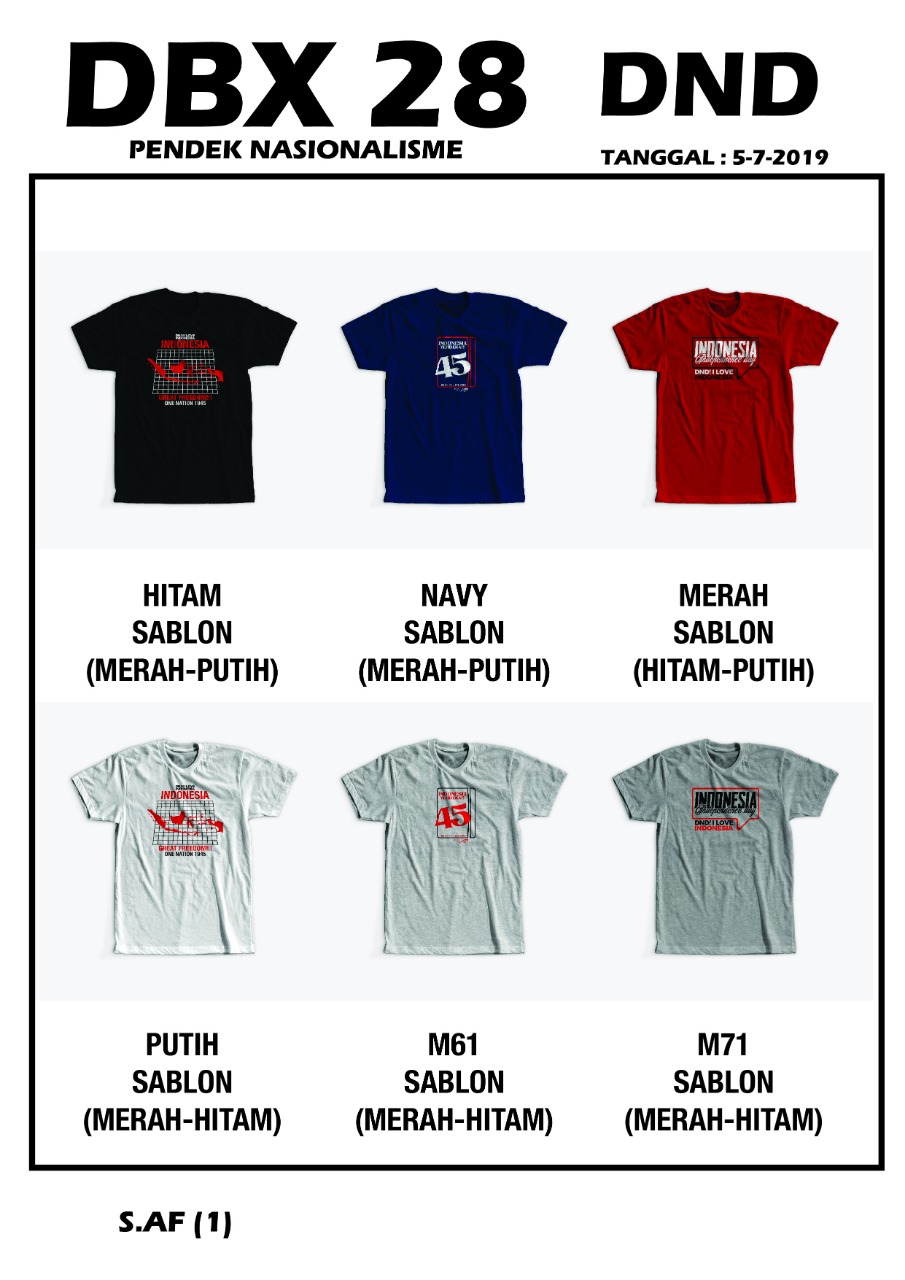 DBX 28
DND
PENDEK NASIONALISME
TANGGAL : 5-7-2019
INDONESIA
GREAT FREEDOM!!
ONE NATION 1945
INDONESIA
45
INDONESIA
Independence day
DND! I LOVE
INDONESIA
HITAM
SABLON
(MERAH-PUTIH)
NAVY
SABLON
(MERAH-PUTIH)
MERAH
SABLON
(HITAM-PUTIH)
INDONESIA
GREAT FREEDOM!!
ONE NATION 1945
INDONESIA
45
INDONESIA
Independence day
DND! I LOVE
INDONESIA
PUTIH
SABLON
(MERAH-HITAM)
M61
SABLON
(MERAH-HITAM)
M71
SABLON
(MERAH-HITAM)
S.AF (1)